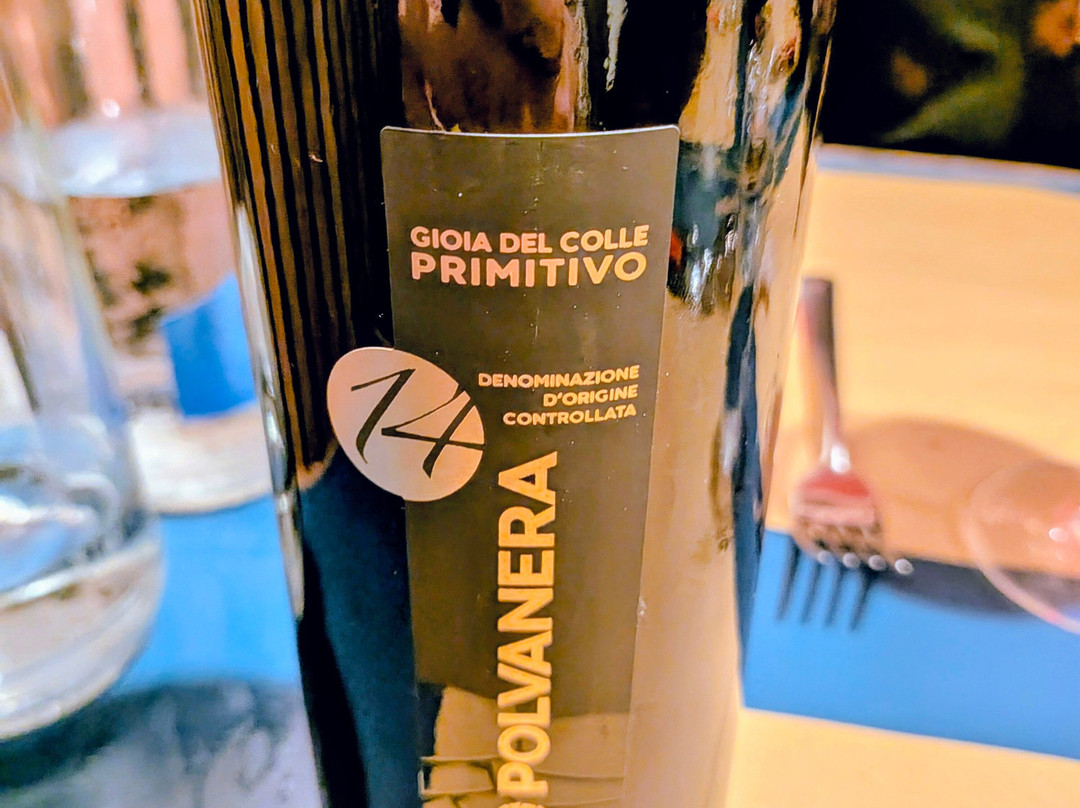 GIOIA DEL COLLE
PRIMITIVO
14
DENOMINAZIONE
D'ORIGINE
CONTROLLATA
POLVANERA